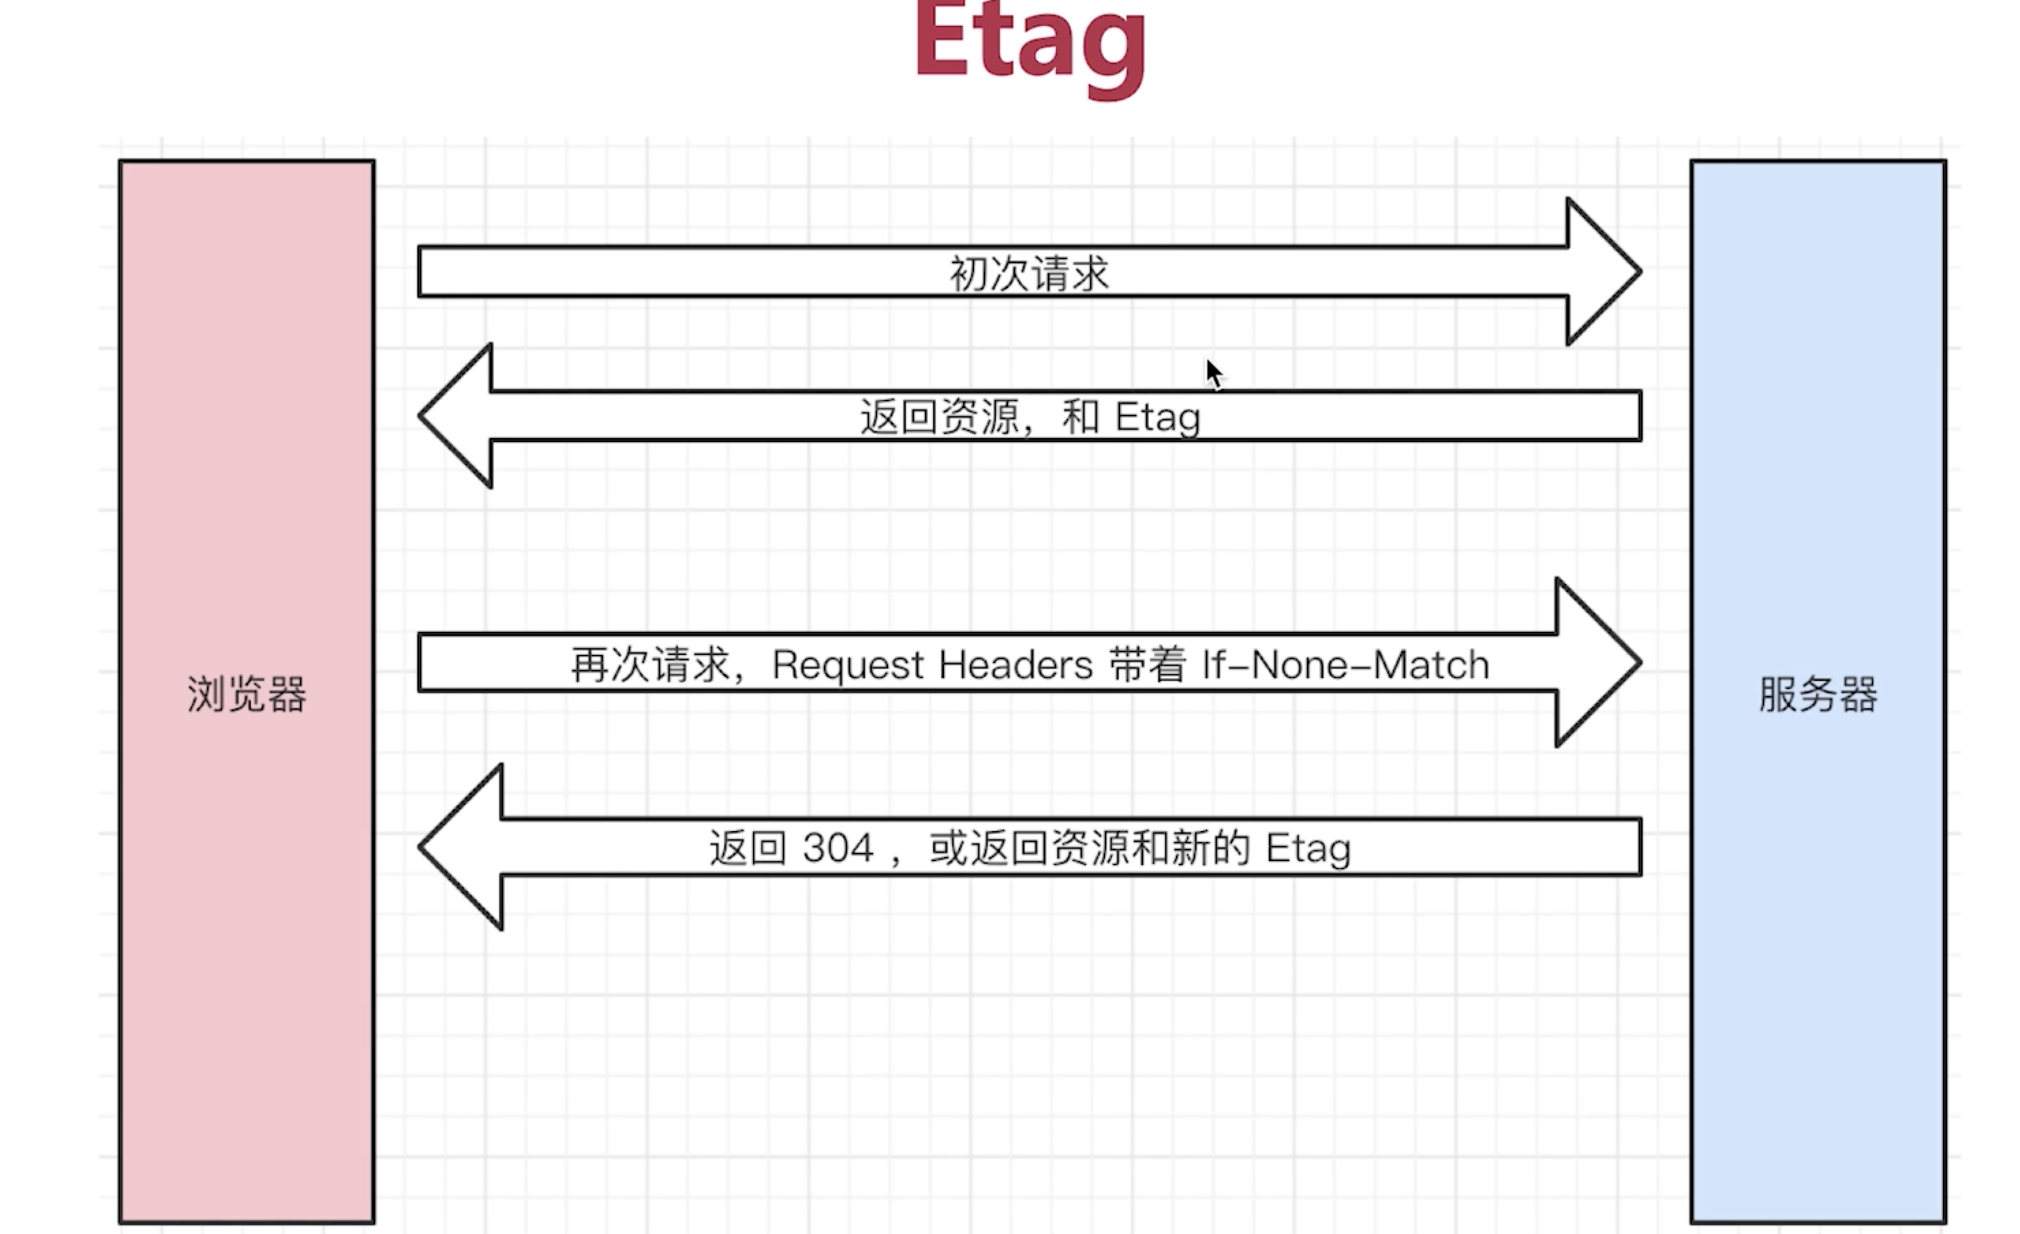 Etag
初次请求
返回资源，和 Etag
再次请求，Request Headers 带着 If-None-Match
浏览器
服务器
返回 304 ，或返回资源和新的 Etag